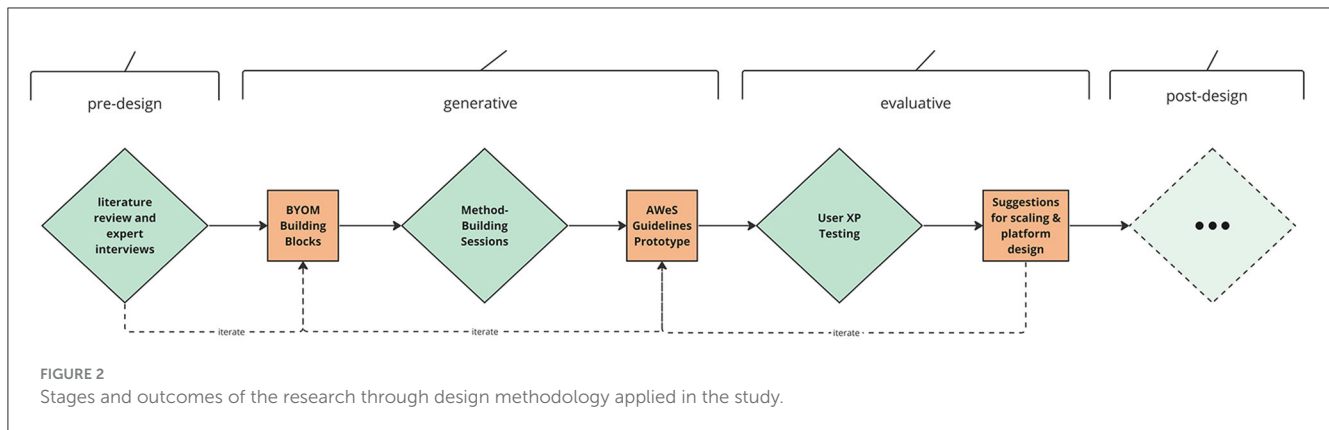 pre-design
generative
evaluative
post-design
literature
review and
expert
interviews
BYOM
Building
Blocks
Method-
Building
Sessions
AWeS
Guidelines
Prototype
User XP
Testing
Suggestions
for scaling &
platform
design
•••
iterate
iterate
iterate
FIGURE 2
Stages and outcomes of the research through design methodology applied in the study.